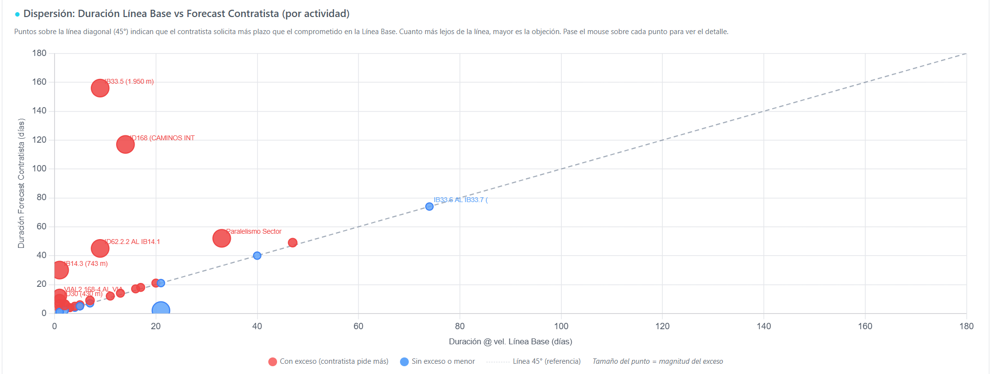 Dispersión: Duración Línea Base vs Forecast Contratista (por actividad)
Puntos sobre la línea diagonal (45°) indican que el contratista solicita más plazo que el comprometido en la Línea Base. Cuanto más lejos de la línea, mayor es la objeción. Pase el mouse sobre cada punto para ver el detalle.
180
160
140
120
100
80
60
40
20
0
Duración Forecast Contratista (días)
IB33.5 (1.950 m)
ID168 (CAMINOS INT
IB33.6 AL IB33.7 (
Paralelismo Sector
ID62.2.2 AL IB14.1
IB14.3 (743 m)
VIAL2 168-4 AL VIA
ID30 (430 m)
0
20
40
60
80
100
120
140
160
180
Duración @ vel. Línea Base (días)
Con exceso (contratista pide más)
Sin exceso o menor
Línea 45° (referencia)
Tamaño del punto = magnitud del exceso